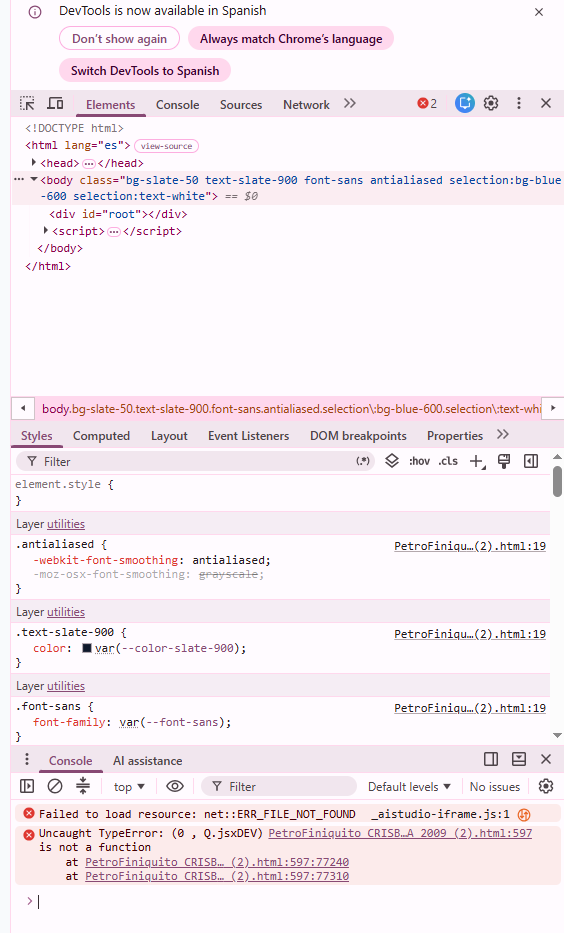 DevTools is now available in Spanish
Don't show again
Always match Chrome's language
Switch DevTools to Spanish
Elements Console Sources Network 2
<!DOCTYPE html>
<html lang="es"> view-source
<head> ⋯ </head>
<body class="bg-slate-50 text-slate-900 font-sans antialiased selection:bg-blue
-600 selection:text-white"> == $0
<div id="root"></div>
<script> ⋯ </script>
</body>
</html>
body.bg-slate-50.text-slate-900.font-sans.antialiased.selection\:bg-blue-600.selection\:text-whi
Styles Computed Layout Event Listeners DOM breakpoints Properties
Filter (.*) :hov .cls
element.style {
}
Layer utilities
.antialiased { PetroFiniqu…(2).html:19
-webkit-font-smoothing: antialiased;
-moz-osx-font-smoothing: grayscale;
}
Layer utilities
.text-slate-900 { PetroFiniqu…(2).html:19
color: var(--color-slate-900);
}
Layer utilities
.font-sans { PetroFiniqu…(2).html:19
font-family: var(--font-sans);
}
Console AI assistance
top Filter Default levels No issues
Failed to load resource: net::ERR_FILE_NOT_FOUND _aistudio-iframe.js:1
Uncaught TypeError: (0 , Q.jsxDEV) PetroFiniquito CRISB…A 2009 (2).html:597
is not a function
at PetroFiniquito CRISB… (2).html:597:77240
at PetroFiniquito CRISB… (2).html:597:77310